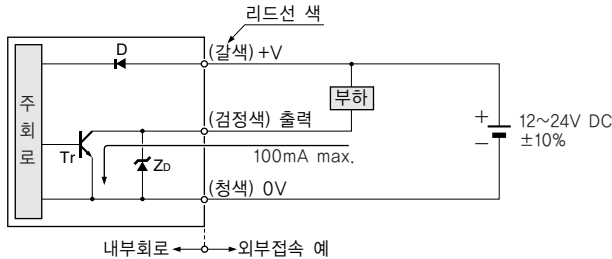 리드선 색
D
(갈색) +V
주회로
부하
(검정색) 출력
+
12~24V DC
−
±10%
Tr
ZD
100mA max.
(청색) 0V
내부회로
외부접속 예